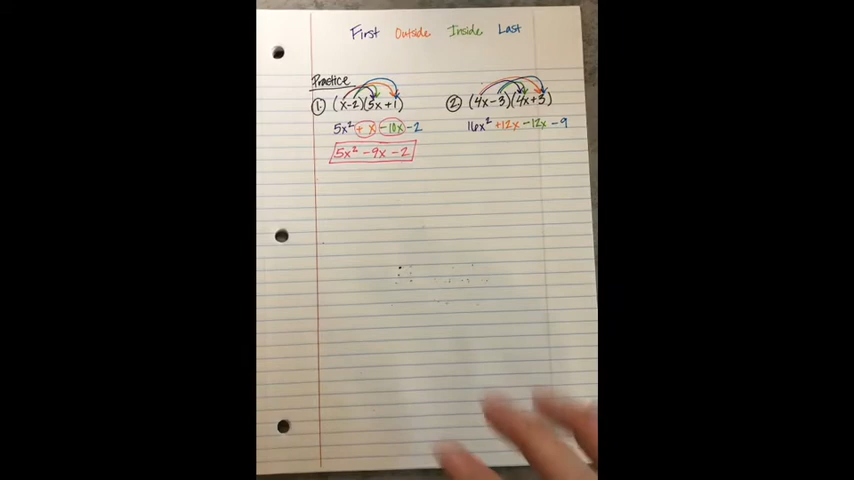 First Outside Inside Last
Practice
1. (x-2)(5x+1)
5x² + x -10x -2
5x² -9x -2
2. (4x-3)(4x+3)
16x² +12x -12x -9